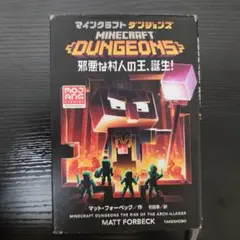 マインクラフト ダンジョンズ
MINECRAFT
DUNGEONS
邪悪な村人の王、誕生!
MOJANG
マット・フォーベック/作
MINECRAFT DUNGEONS THE RISE OF THE ARCH-ILLAGER
MATT FORBECK
TAKESHOBO